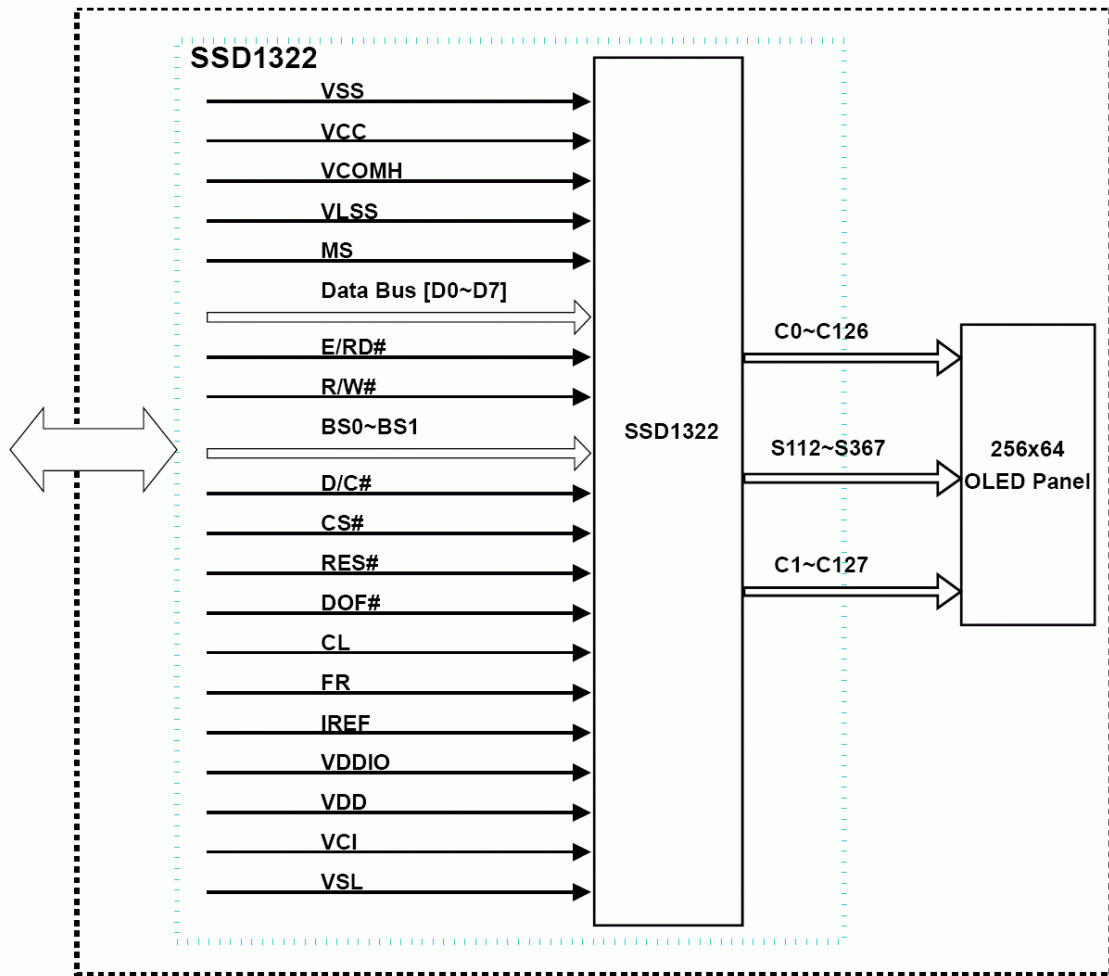 SSD1322
VSS
VCC
VCOMH
VLSS
MS
Data Bus [D0~D7]
E/RD#
R/W#
BS0~BS1
D/C#
CS#
RES#
DOF#
CL
FR
IREF
VDDIO
VDD
VCI
VSL
SSD1322
C0~C126
S112~S367
C1~C127
256x64
OLED Panel